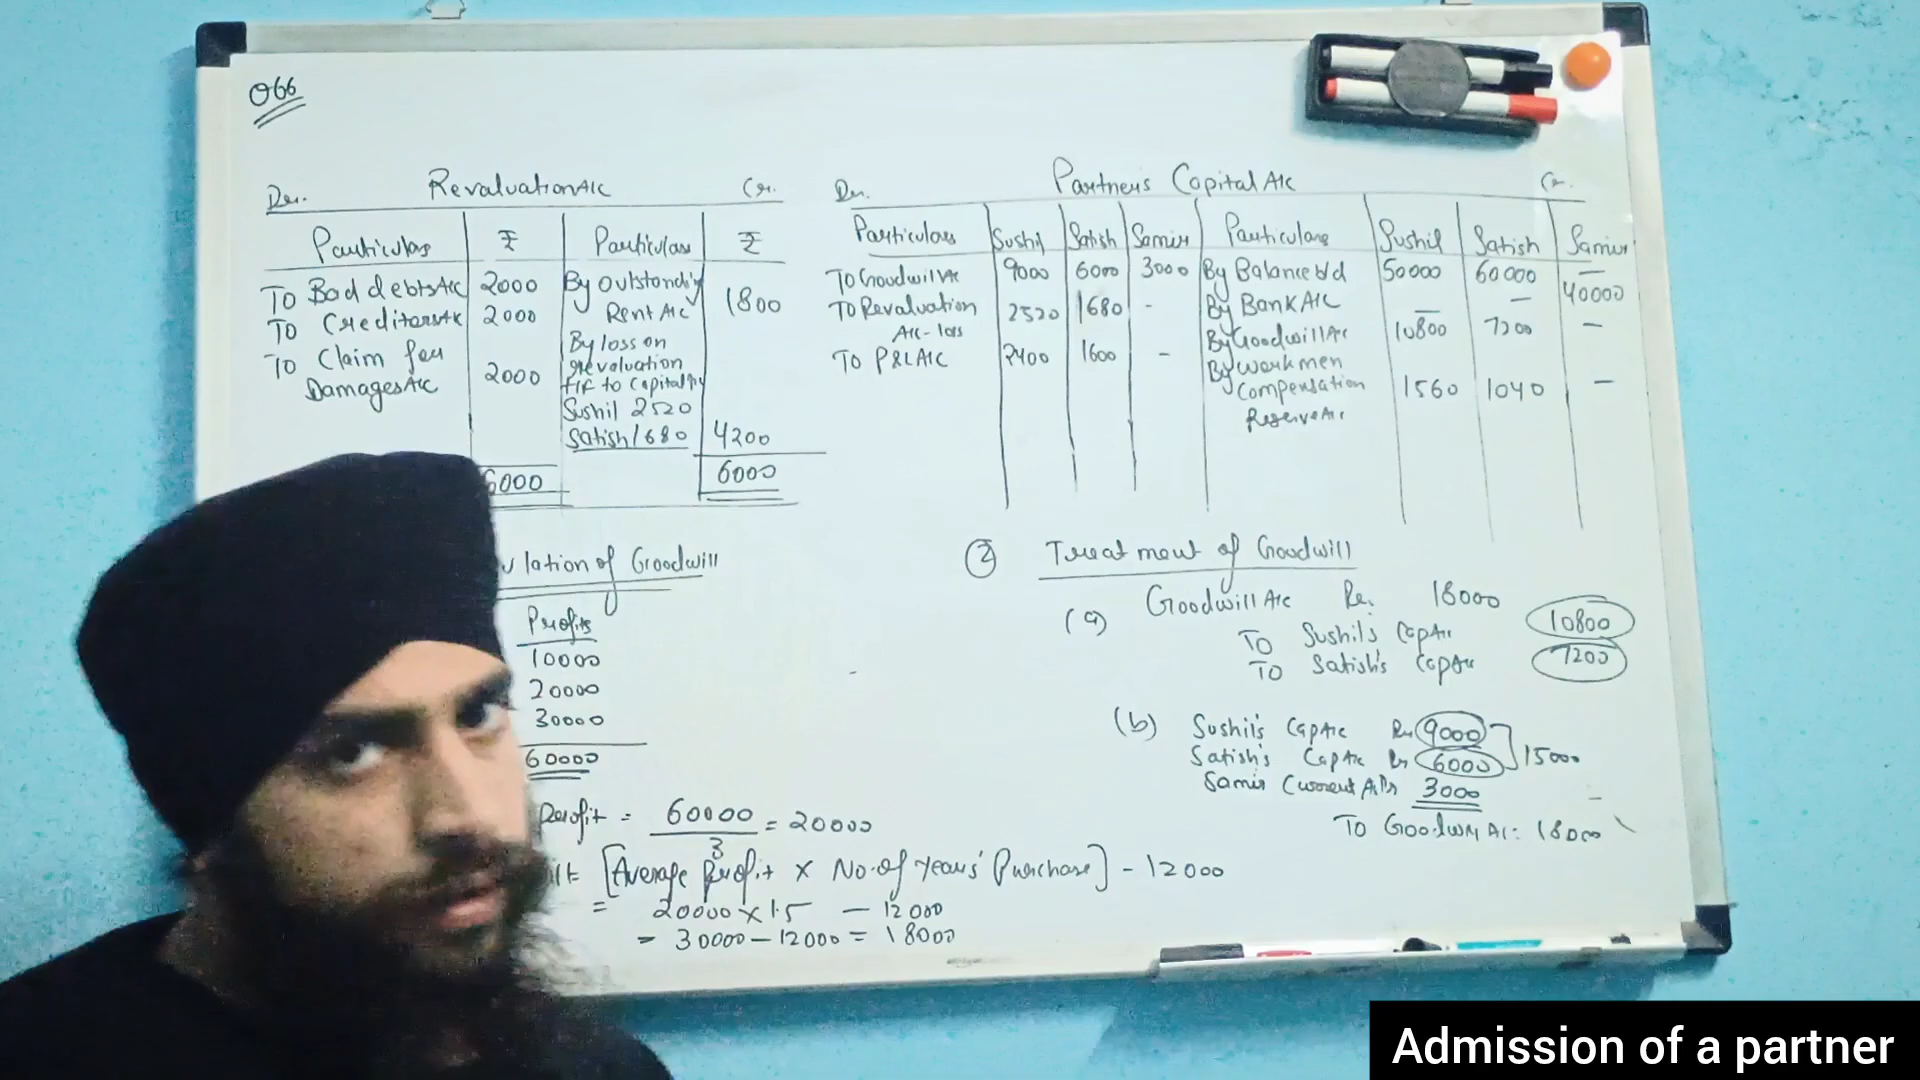 066
Revaluation A/c
Dr. Cr.
Particulars ₹ Particulars ₹
To Bad debts A/c 2000 By Outstanding
Rent A/c 1800
To Creditors A/c 2000
To Claim for
Damages A/c 2000
By loss on
revaluation
t/f to Capital A/c
Sushil 2520
Satish 1680 4200
6000 6000
Partner's Capital A/c
Dr. Cr.
Particulars Sushil Satish Samir Particulars Sushil Satish Samir
To Goodwill A/c 9000 6000 3000 By Balance b/d 50000 60000 —
To Revaluation
A/c - loss 2520 1680 - By Bank A/c — — 40000
To P&L A/c 2400 1600 - By Goodwill A/c 10800 7200 —
By workmen
Compensation 1560 1040 —
Reserve A/c
ulation of Goodwill
Profits
10000
20000
30000
60000
Profit = 60000 / 3 = 20000
[Average Profit × No. of Years' Purchase] - 12000
= 20000 × 1.5 — 12000
= 30000 — 12000 = 18000
② Treatment of Goodwill
(a) Goodwill A/c Dr. 18000
To Sushil's Cap A/c 10800
To Satish's Cap A/c 7200
(b) Sushil's Cap A/c Dr 9000
Satish's Cap A/c Dr 6000 15000
Samir Current A/c Dr 3000
To Goodwill A/c 18000
Admission of a partner